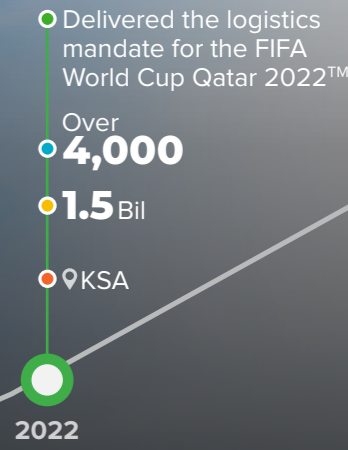 Delivered the logistics
mandate for the FIFA
World Cup Qatar 2022™
Over
4,000
1.5 Bil
KSA
2022